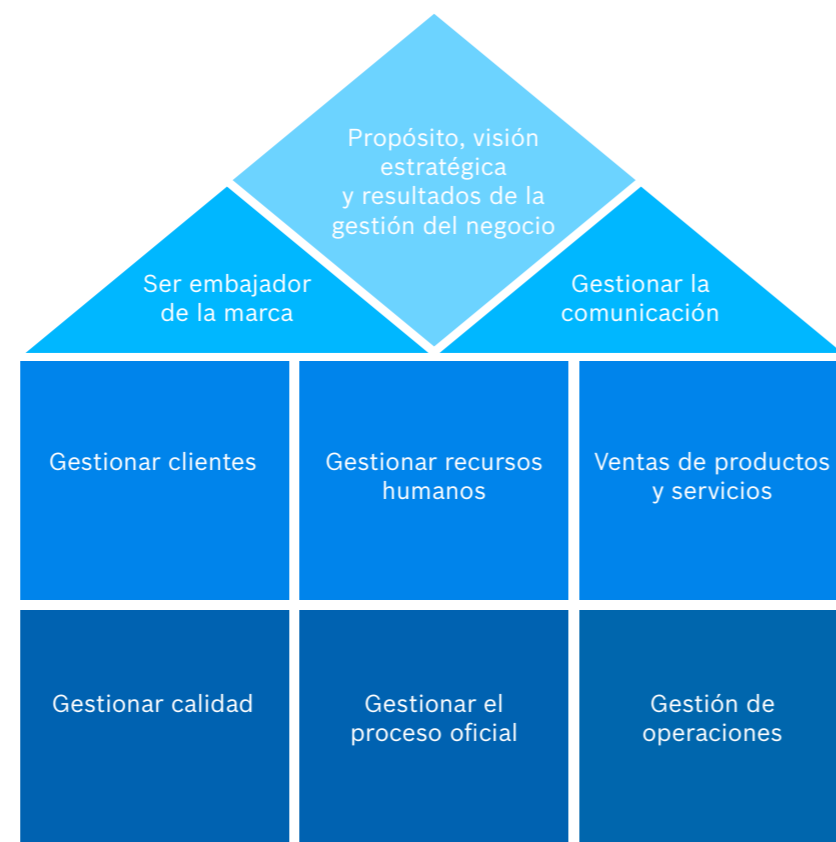 Propósito, visión
estratégica
y resultados de la
gestión del negocio
Ser embajador
de la marca
Gestionar la
comunicación
Gestionar clientes
Gestionar recursos
humanos
Ventas de productos
y servicios
Gestionar calidad
Gestionar el
proceso oficial
Gestión de
operaciones